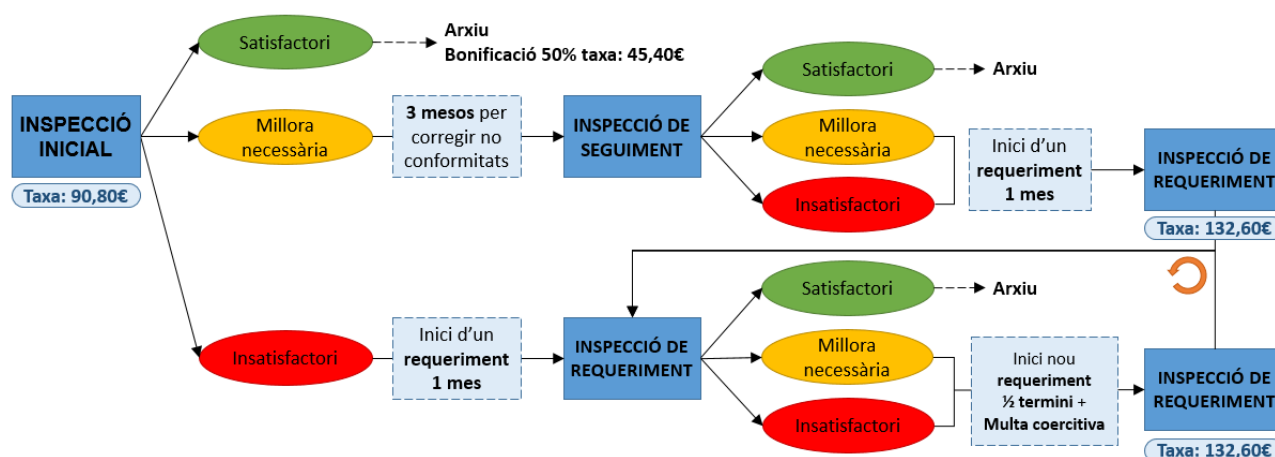 Satisfactori
Arxiu
Bonificació 50% taxa: 45,40€
INSPECCIÓ
INICIAL
Taxa: 90,80€
Millora
necessària
3 mesos per
corregir no
conformitats
INSPECCIÓ DE
SEGUIMENT
Satisfactori
Arxiu
Millora
necessària
Insatisfactori
Inici d'un
requeriment
1 mes
INSPECCIÓ DE
REQUERIMENT
Taxa: 132,60€
Insatisfactori
Inici d'un
requeriment
1 mes
INSPECCIÓ DE
REQUERIMENT
Satisfactori
Arxiu
Millora
necessària
Insatisfactori
Inici nou
requeriment
½ termini +
Multa coercitiva
INSPECCIÓ DE
REQUERIMENT
Taxa: 132,60€